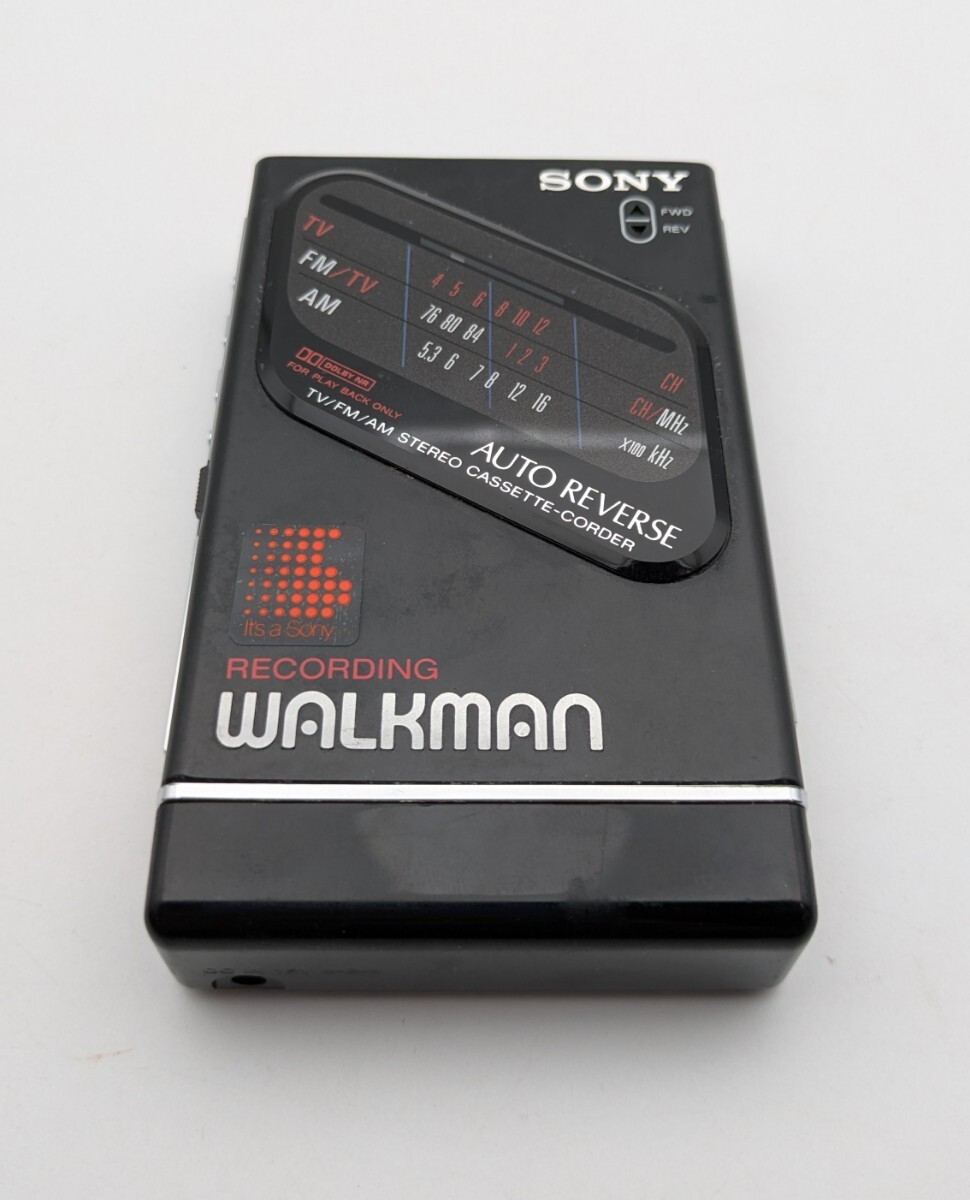 SONY
FWD
REV
TV
4 5 6 8 10 12
CH
FM/TV
76 80 84 1 2 3
CH/MHz
AM
5.3 6 7 8 12 16
X100 kHz
DOLBY NR
FOR PLAY BACK ONLY
AUTO REVERSE
TV/FM/AM STEREO CASSETTE-CORDER
It's a Sony
RECORDING
WALKMAN